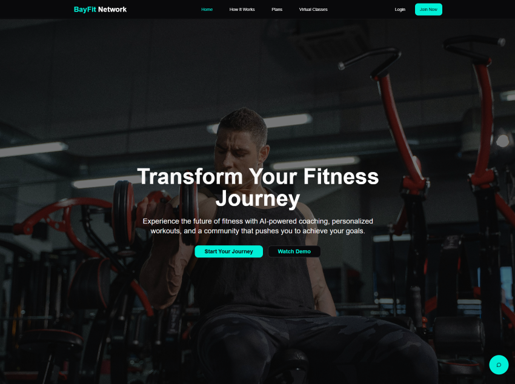 BayFit Network
Home
How It Works
Plans
Virtual Classes
Login
Join Now
Transform Your Fitness
Journey
Experience the future of fitness with AI-powered coaching, personalized
workouts, and a community that pushes you to achieve your goals.
Start Your Journey
Watch Demo